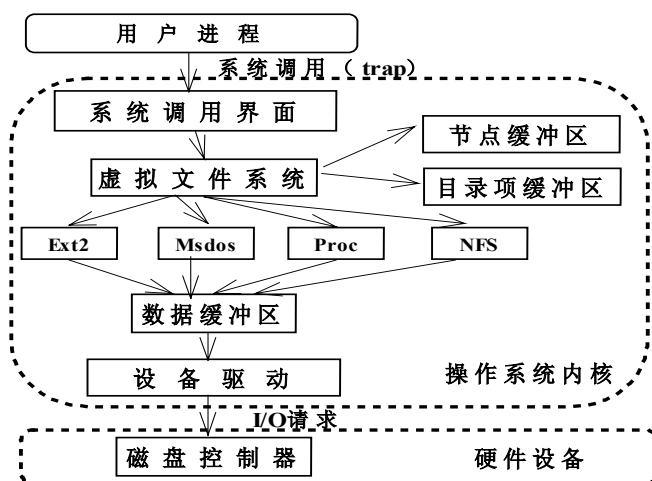 用户进程
系统调用（trap）
系统调用界面
节点缓冲区
虚拟文件系统
目录项缓冲区
Ext2
Msdos
Proc
NFS
数据缓冲区
设备驱动
操作系统内核
I/O请求
磁盘控制器
硬件设备